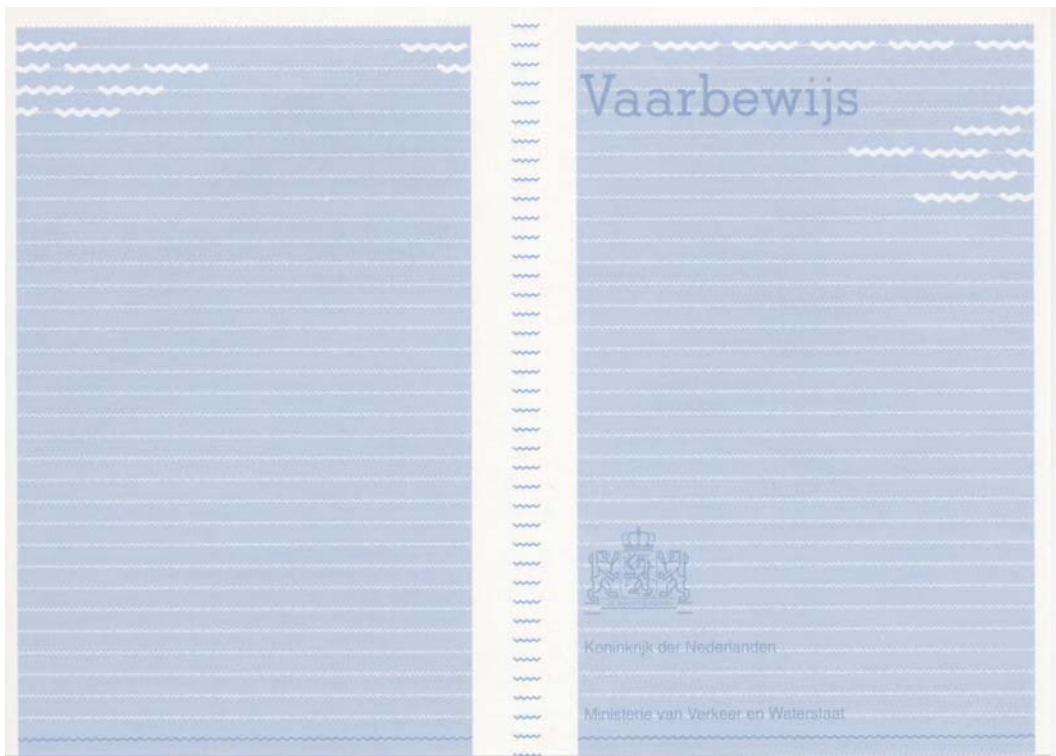 Vaarbewijs
Koninkrijk der Nederlanden
Ministerie van Verkeer en Waterstaat